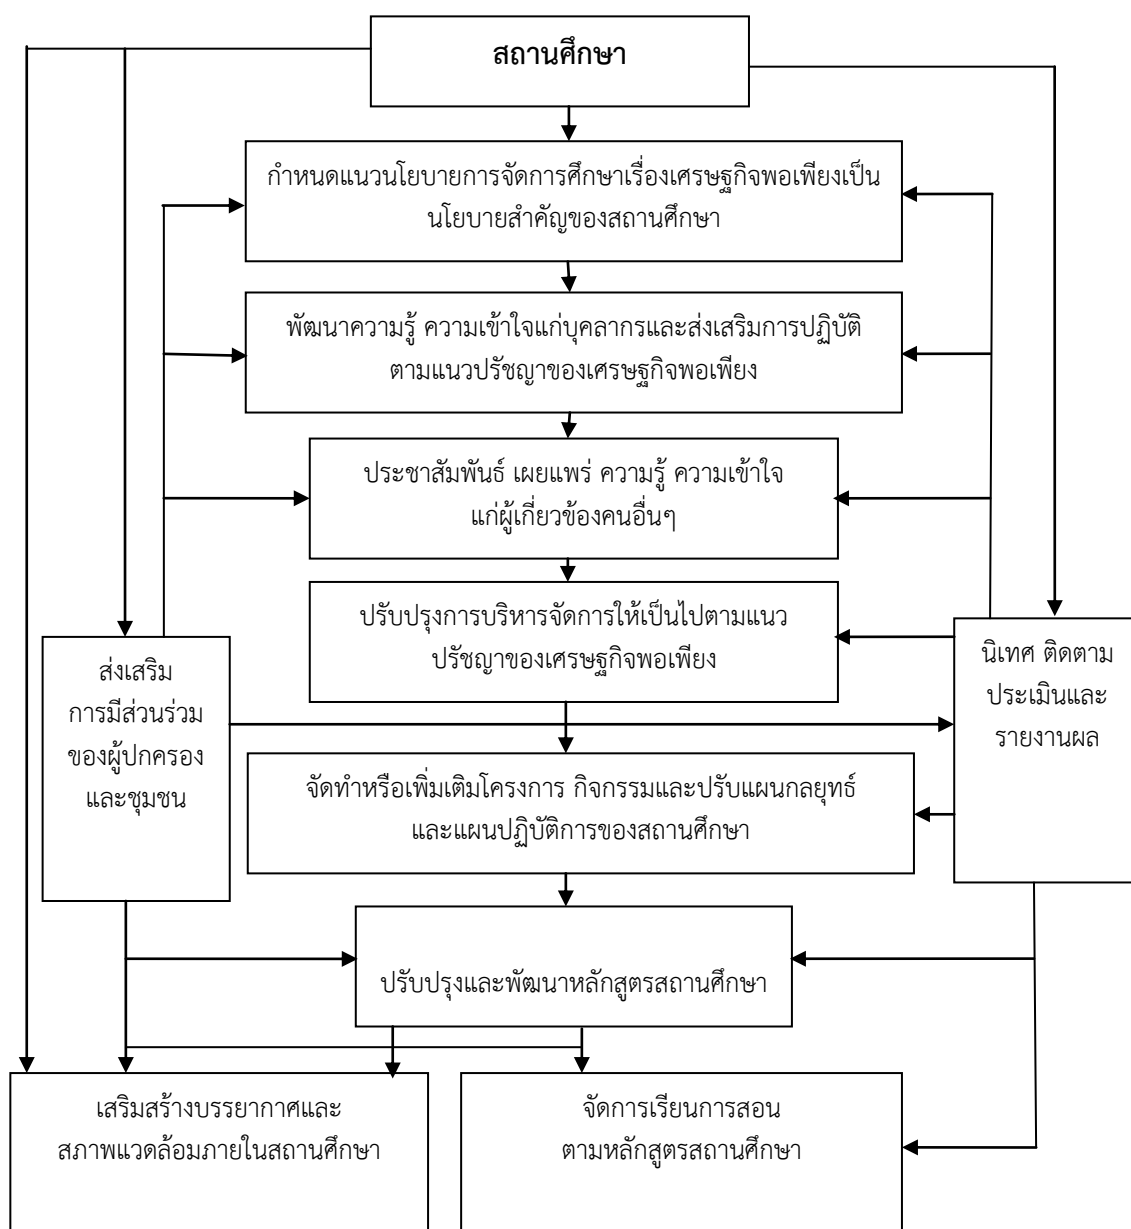 สถานศึกษา
กำหนดแนวนโยบายการจัดการศึกษาเรื่องเศรษฐกิจพอเพียงเป็น
นโยบายสำคัญของสถานศึกษา
พัฒนาความรู้ ความเข้าใจแก่บุคลากรและส่งเสริมการปฏิบัติ
ตามแนวปรัชญาของเศรษฐกิจพอเพียง
ประชาสัมพันธ์ เผยแพร่ ความรู้ ความเข้าใจ
แก่ผู้เกี่ยวข้องคนอื่นๆ
ปรับปรุงการบริหารจัดการให้เป็นไปตามแนว
ปรัชญาของเศรษฐกิจพอเพียง
ส่งเสริม
การมีส่วนร่วม
ของผู้ปกครอง
และชุมชน
นิเทศ ติดตาม
ประเมินและ
รายงานผล
จัดทำหรือเพิ่มเติมโครงการ กิจกรรมและปรับแผนกลยุทธ์
และแผนปฏิบัติการของสถานศึกษา
ปรับปรุงและพัฒนาหลักสูตรสถานศึกษา
เสริมสร้างบรรยากาศและ
สภาพแวดล้อมภายในสถานศึกษา
จัดการเรียนการสอน
ตามหลักสูตรสถานศึกษา